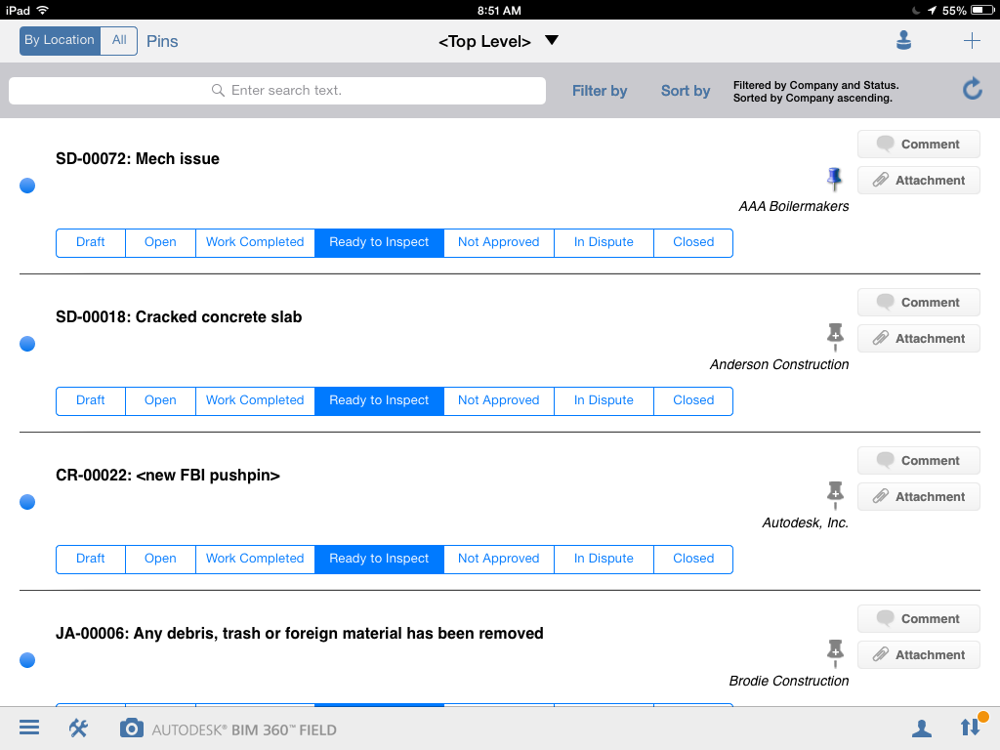 iPad 8:51 AM 55%
By Location All Pins <Top Level>
Enter search text. Filter by Sort by Filtered by Company and Status.
Sorted by Company ascending.
SD-00072: Mech issue
Comment
Attachment
AAA Boilermakers
Draft Open Work Completed Ready to Inspect Not Approved In Dispute Closed
SD-00018: Cracked concrete slab
Comment
Attachment
Anderson Construction
Draft Open Work Completed Ready to Inspect Not Approved In Dispute Closed
CR-00022: <new FBI pushpin>
Comment
Attachment
Autodesk, Inc.
Draft Open Work Completed Ready to Inspect Not Approved In Dispute Closed
JA-00006: Any debris, trash or foreign material has been removed
Comment
Attachment
Brodie Construction
AUTODESK® BIM 360™ FIELD